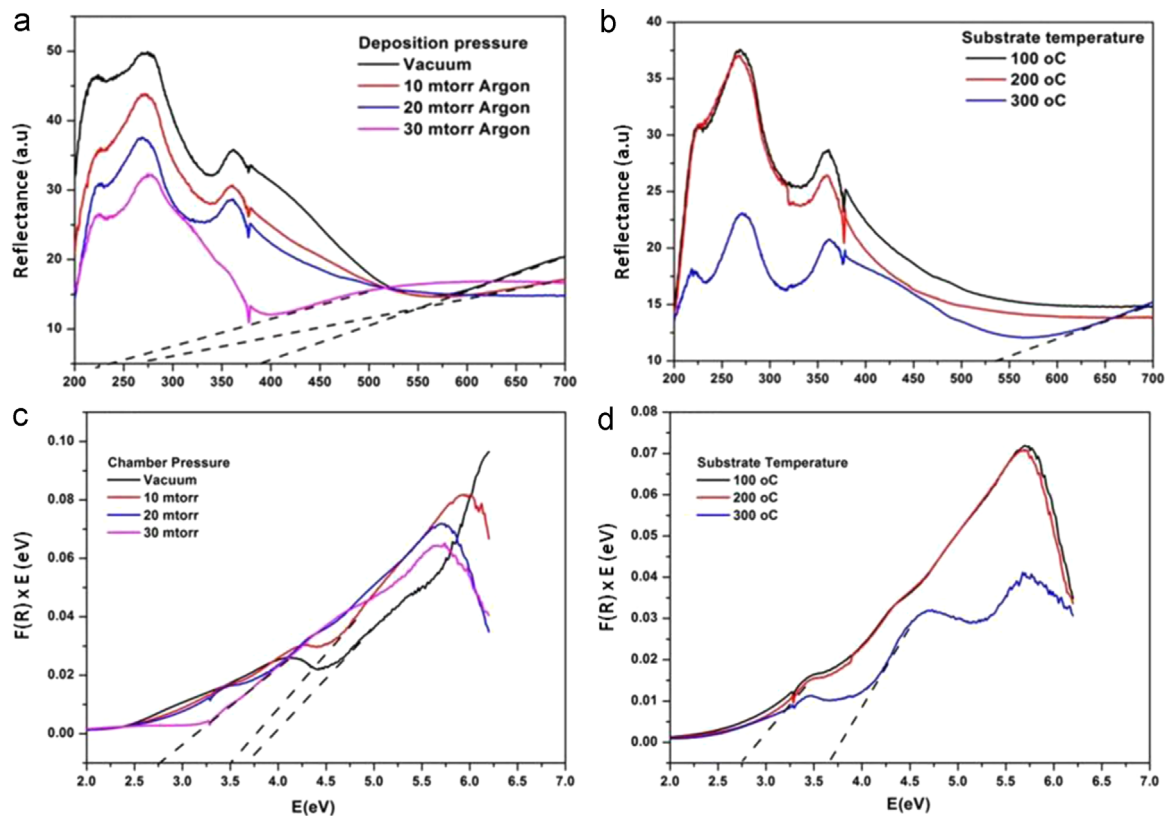 a
Deposition pressure
Vacuum
10 mtorr Argon
20 mtorr Argon
30 mtorr Argon
Reflectance (a.u)
50
40
30
20
10
200 250 300 350 400 450 500 550 600 650 700
b
Substrate temperature
100 oC
200 oC
300 oC
Reflectance (a.u)
40
35
30
25
20
15
10
200 250 300 350 400 450 500 550 600 650 700
c
Chamber Pressure
Vacuum
10 mtorr
20 mtorr
30 mtorr
F(R) x E (eV)
0.10
0.08
0.06
0.04
0.02
0.00
2.0 2.5 3.0 3.5 4.0 4.5 5.0 5.5 6.0 6.5 7.0
E(eV)
d
Substrate Temperature
100 oC
200 oC
300 oC
F(R) x E (eV)
0.08
0.07
0.06
0.05
0.04
0.03
0.02
0.01
0.00
2.0 2.5 3.0 3.5 4.0 4.5 5.0 5.5 6.0 6.5 7.0
E(eV)